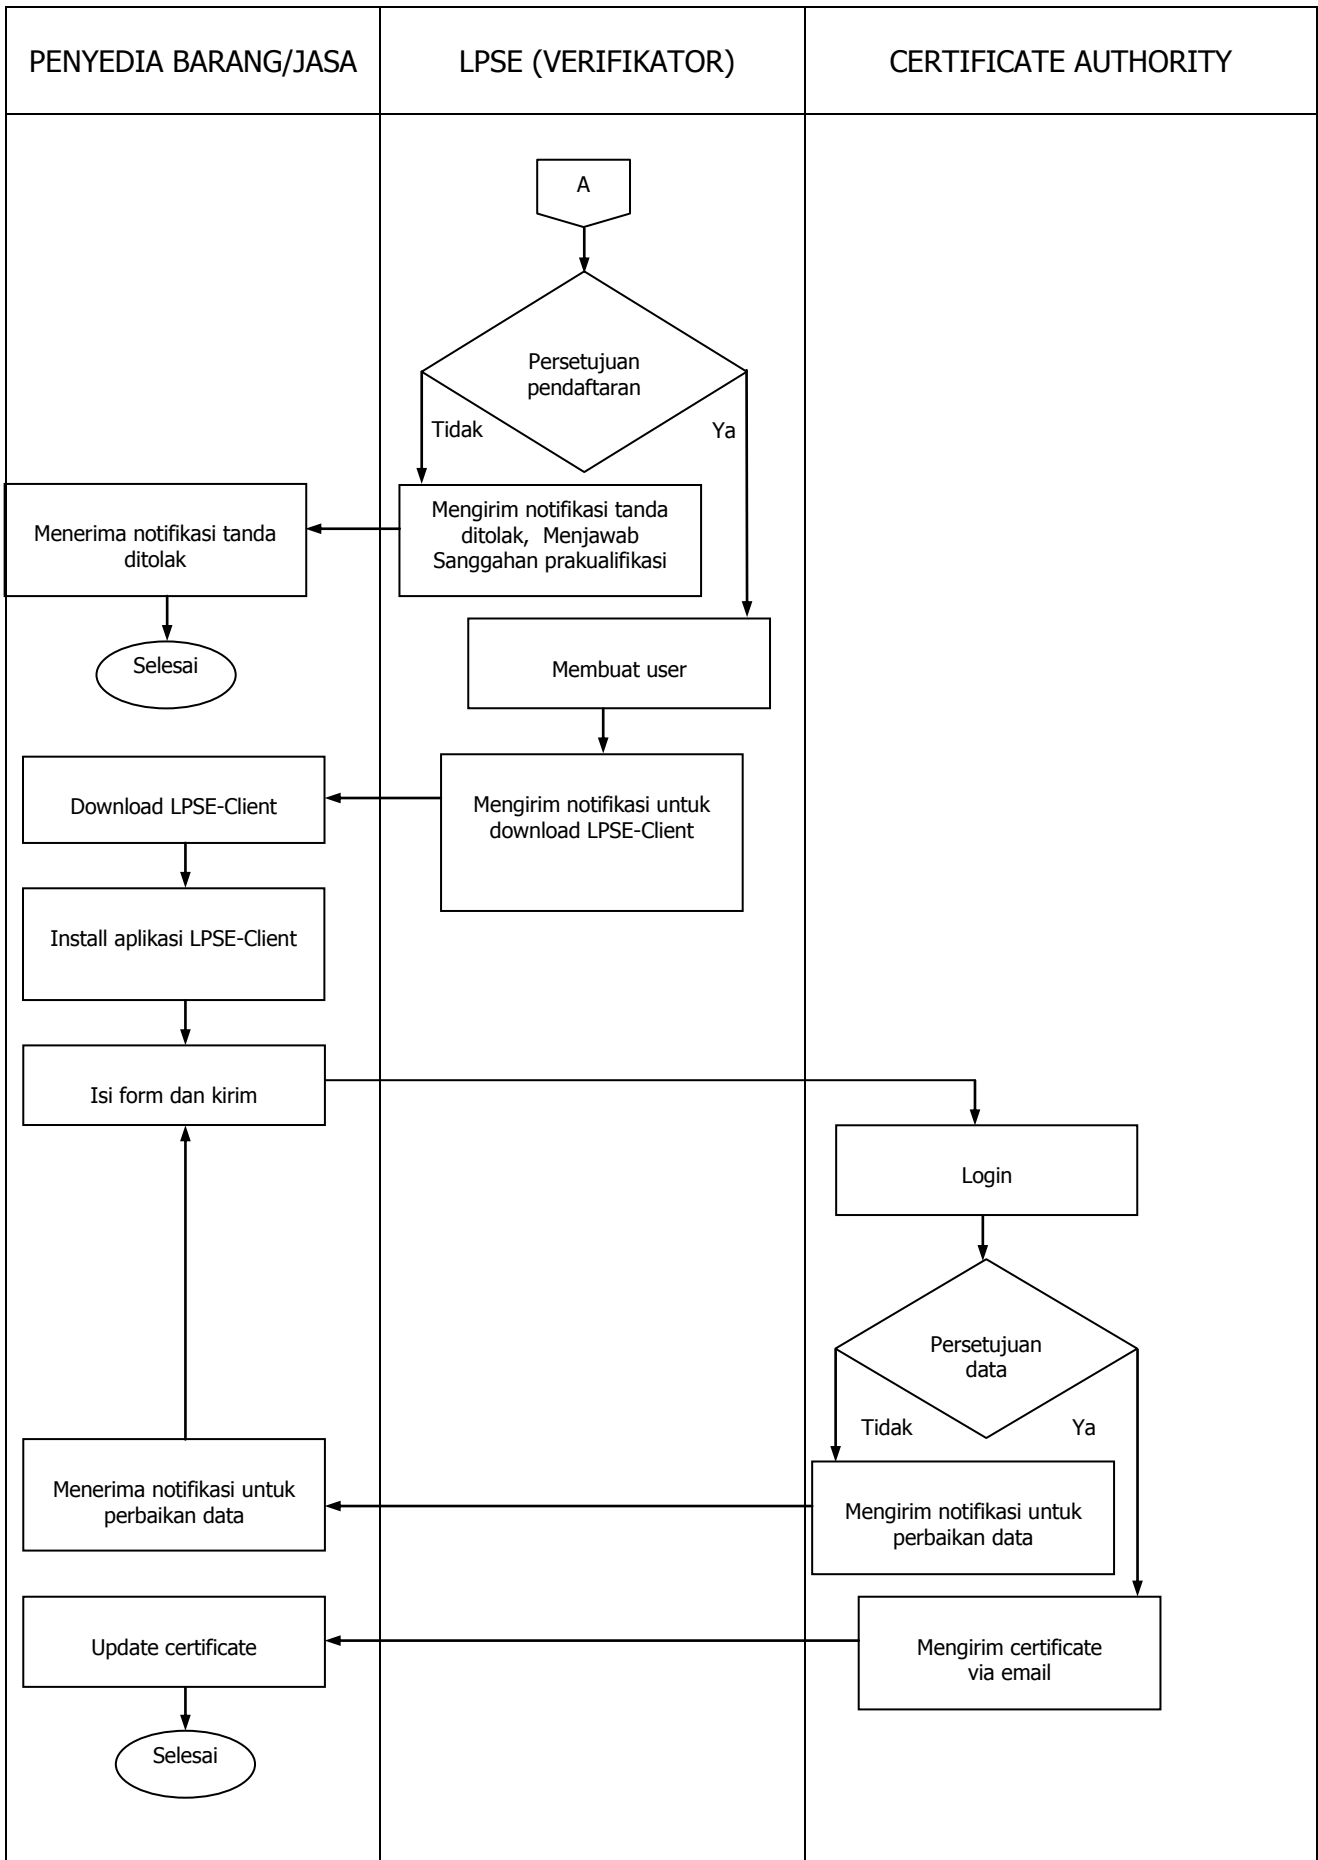 PENYEDIA BARANG/JASA
LPSE (VERIFIKATOR)
CERTIFICATE AUTHORITY
A
Persetujuan
pendaftaran
Tidak
Ya
Mengirim notifikasi tanda
ditolak, Menjawab
Sanggahan prakualifikasi
Menerima notifikasi tanda
ditolak
Selesai
Membuat user
Mengirim notifikasi untuk
download LPSE-Client
Download LPSE-Client
Install aplikasi LPSE-Client
Isi form dan kirim
Login
Persetujuan
data
Tidak
Ya
Mengirim notifikasi untuk
perbaikan data
Menerima notifikasi untuk
perbaikan data
Mengirim certificate
via email
Update certificate
Selesai